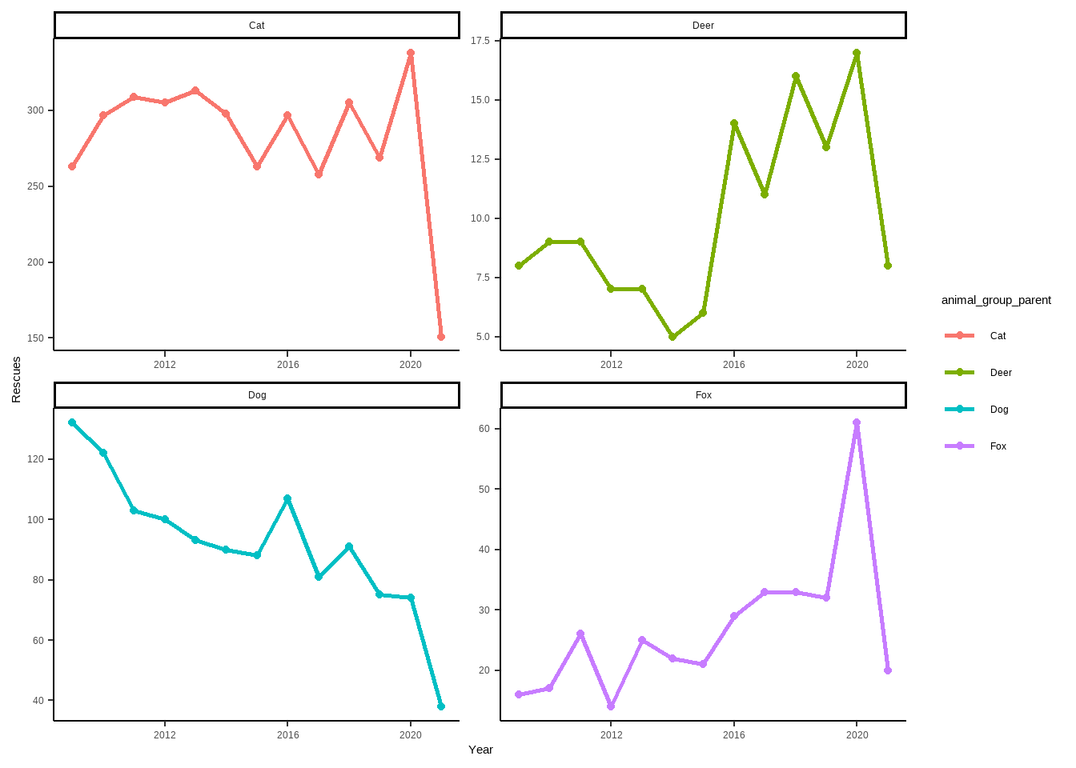 Cat
Deer
300
250
200
150
17.5
15.0
12.5
10.0
7.5
5.0
2012
2016
2020
2012
2016
2020
Rescues
Dog
Fox
120
100
80
60
40
60
50
40
30
20
2012
2016
2020
2012
2016
2020
Year
animal_group_parent
Cat
Deer
Dog
Fox